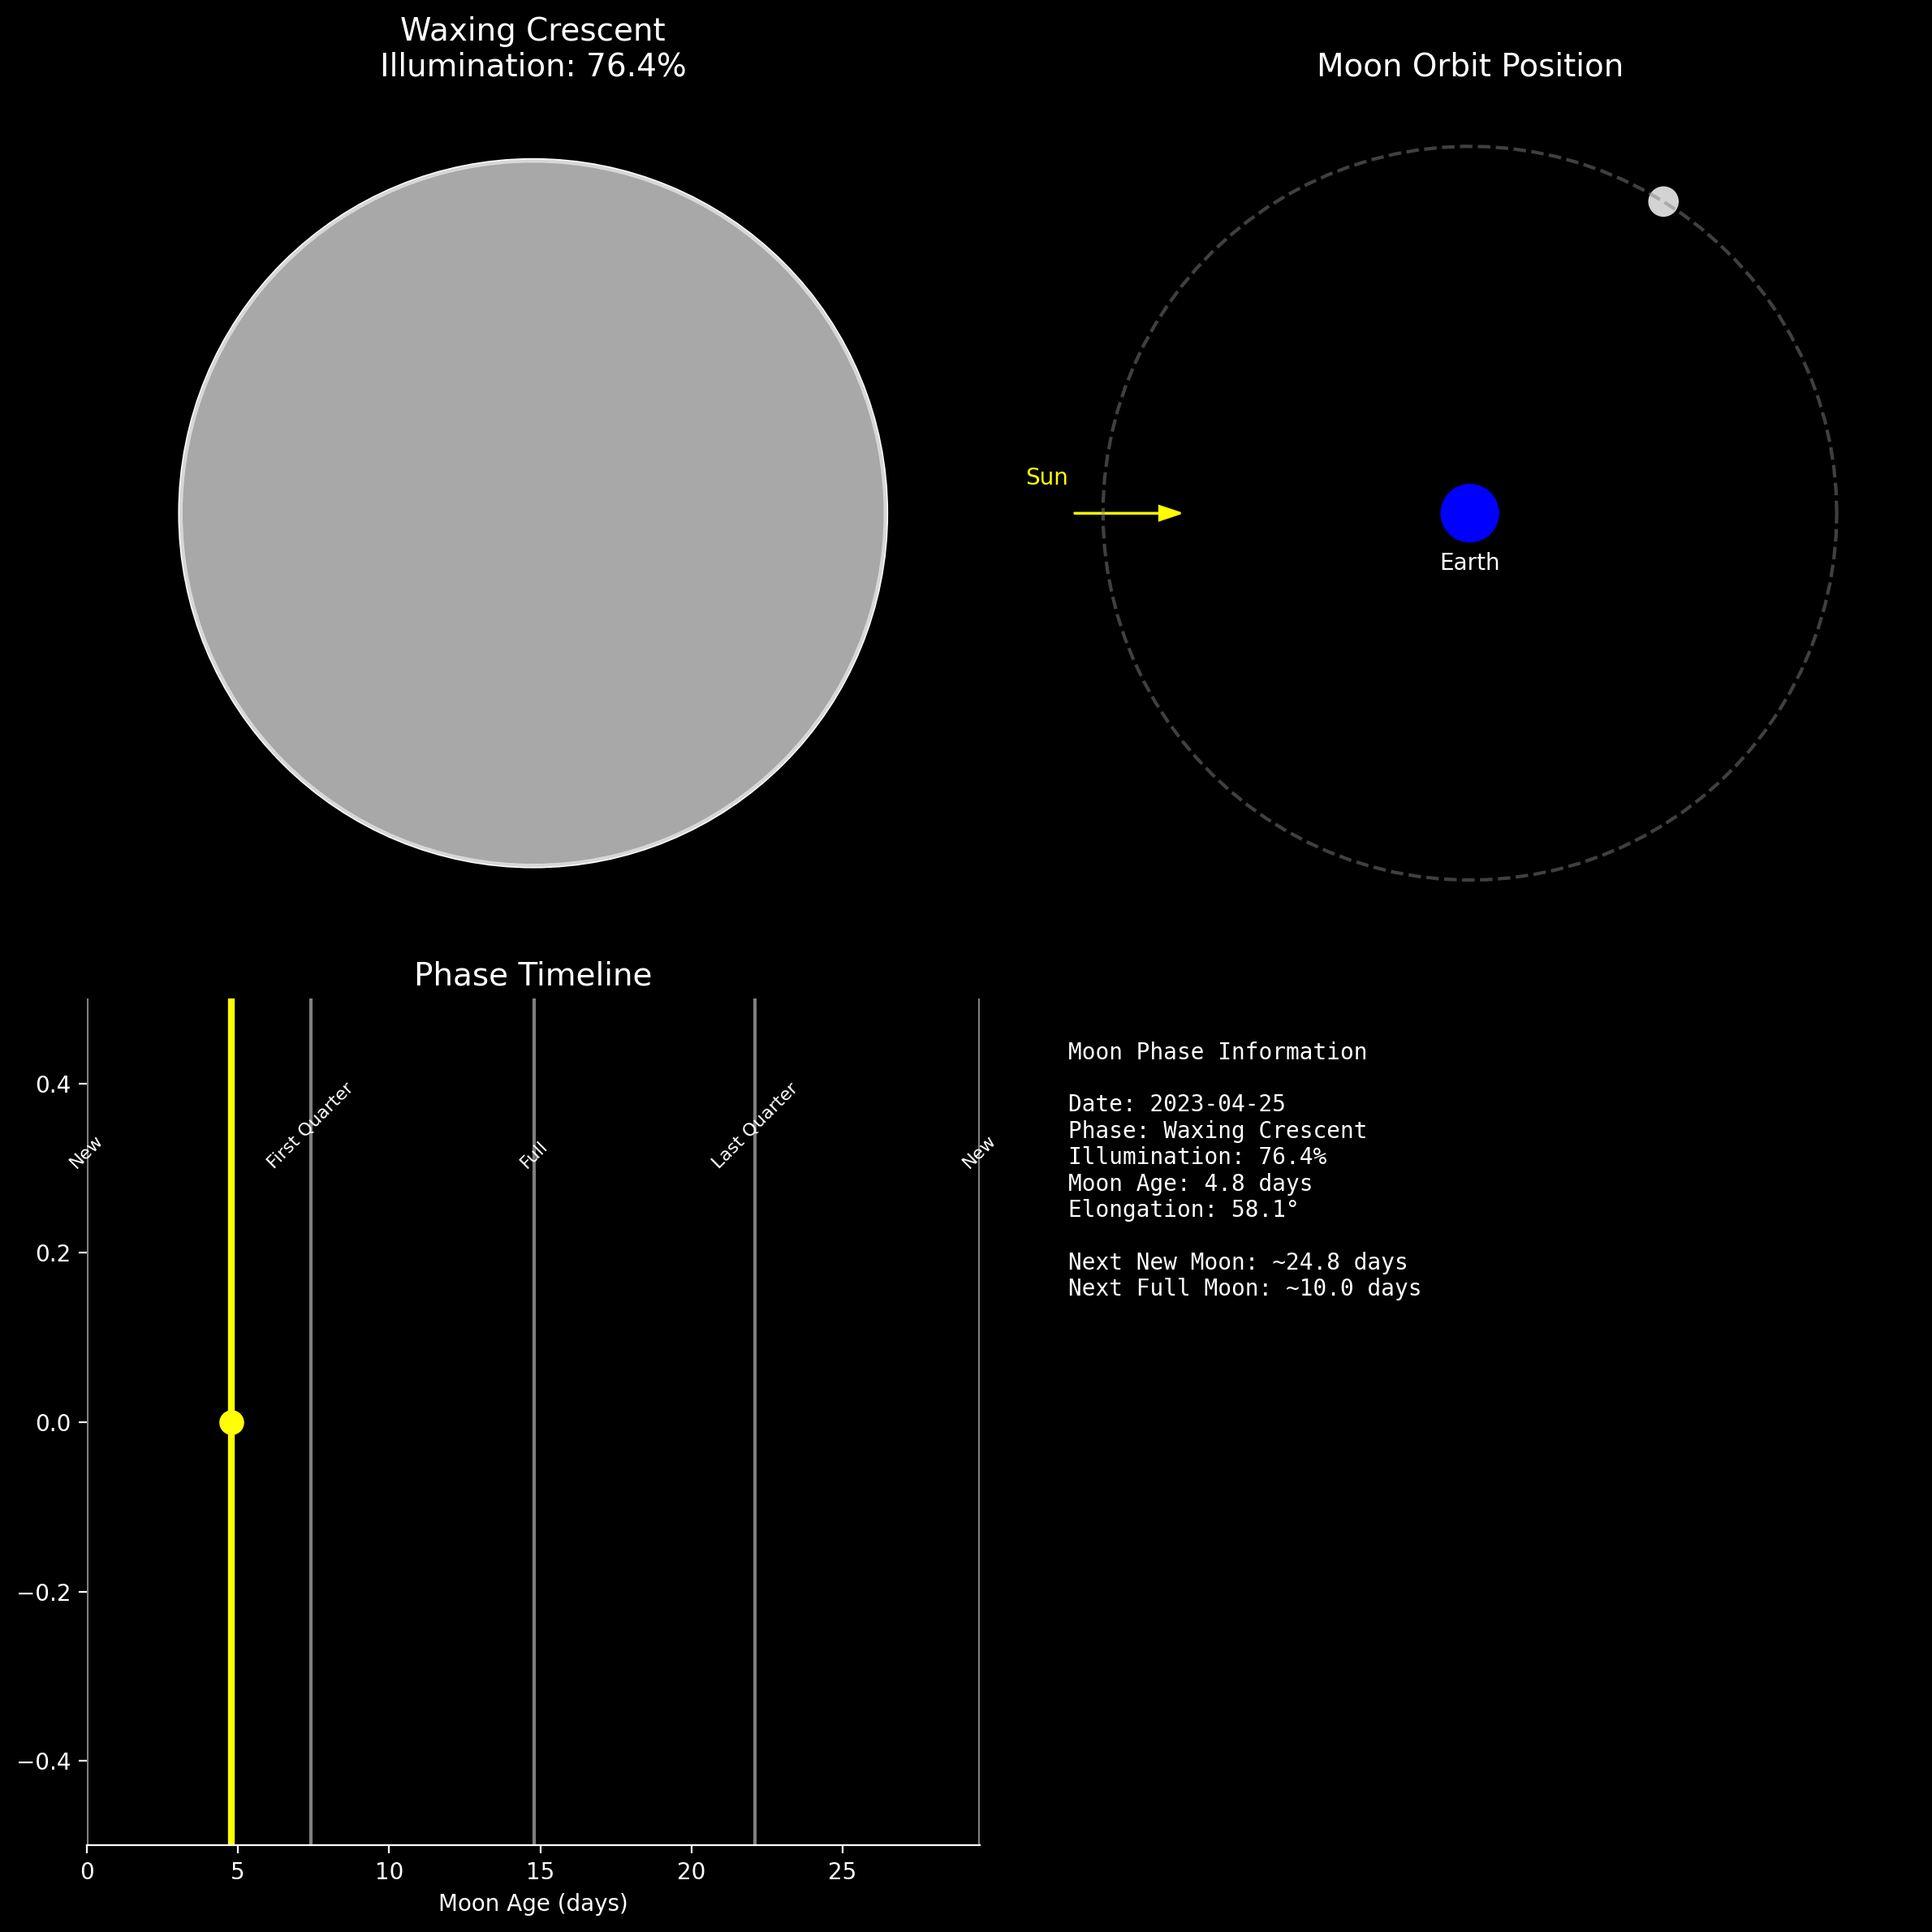 Waxing Crescent
Illumination: 76.4%
Moon Orbit Position
Sun
Earth
Phase Timeline
0.4
0.2
0.0
−0.2
−0.4
New
First Quarter
Full
Last Quarter
New
0
5
10
15
20
25
Moon Age (days)
Moon Phase Information
Date: 2023-04-25
Phase: Waxing Crescent
Illumination: 76.4%
Moon Age: 4.8 days
Elongation: 58.1°
Next New Moon: ~24.8 days
Next Full Moon: ~10.0 days